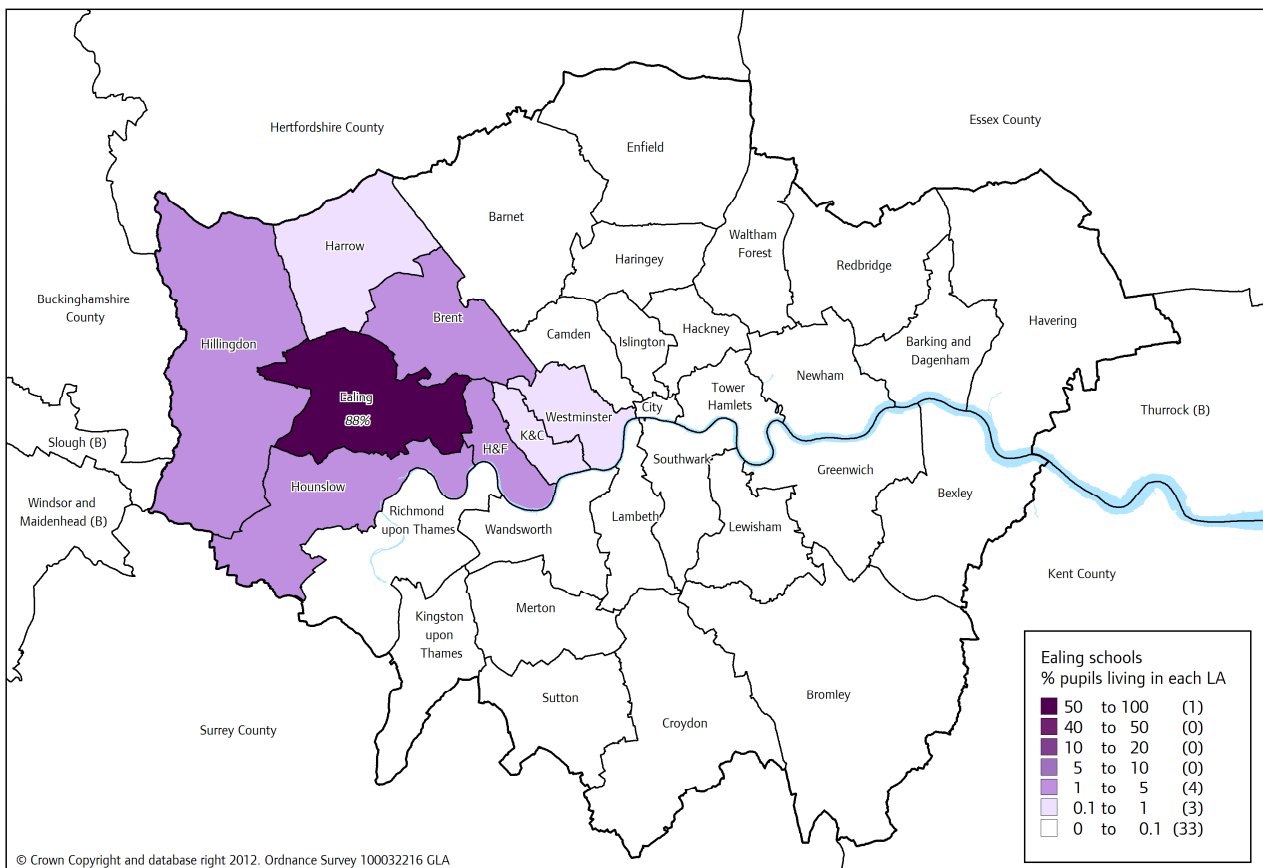 Hertfordshire County
Essex County
Enfield
Barnet
Harrow
Waltham
Forest
Haringey
Redbridge
Buckinghamshire
County
Brent
Havering
Hillingdon
Camden
Islington
Hackney
Barking and
Dagenham
Newham
Ealing
88%
Tower
Hamlets
City
Westminster
Thurrock (B)
K&C
Slough (B)
H&F
Southwark
Greenwich
Hounslow
Bexley
Windsor and
Maidenhead (B)
Richmond
upon Thames
Wandsworth
Lambeth
Lewisham
Kent County
Merton
Kingston
upon
Thames
Sutton
Bromley
Croydon
Surrey County
Ealing schools
% pupils living in each LA
50 to 100 (1)
40 to 50 (0)
10 to 20 (0)
5 to 10 (0)
1 to 5 (4)
0.1 to 1 (3)
0 to 0.1 (33)
© Crown Copyright and database right 2012. Ordnance Survey 100032216 GLA